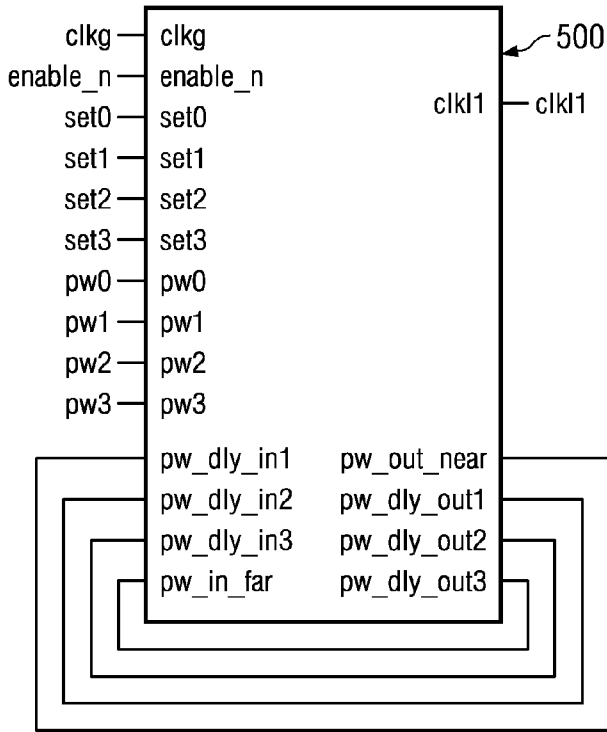 clkg clkg 500
enable_n enable_n
clkl1 clkl1
set0 set0
set1 set1
set2 set2
set3 set3
pw0 pw0
pw1 pw1
pw2 pw2
pw3 pw3
pw_dly_in1 pw_out_near
pw_dly_in2 pw_dly_out1
pw_dly_in3 pw_dly_out2
pw_in_far pw_dly_out3